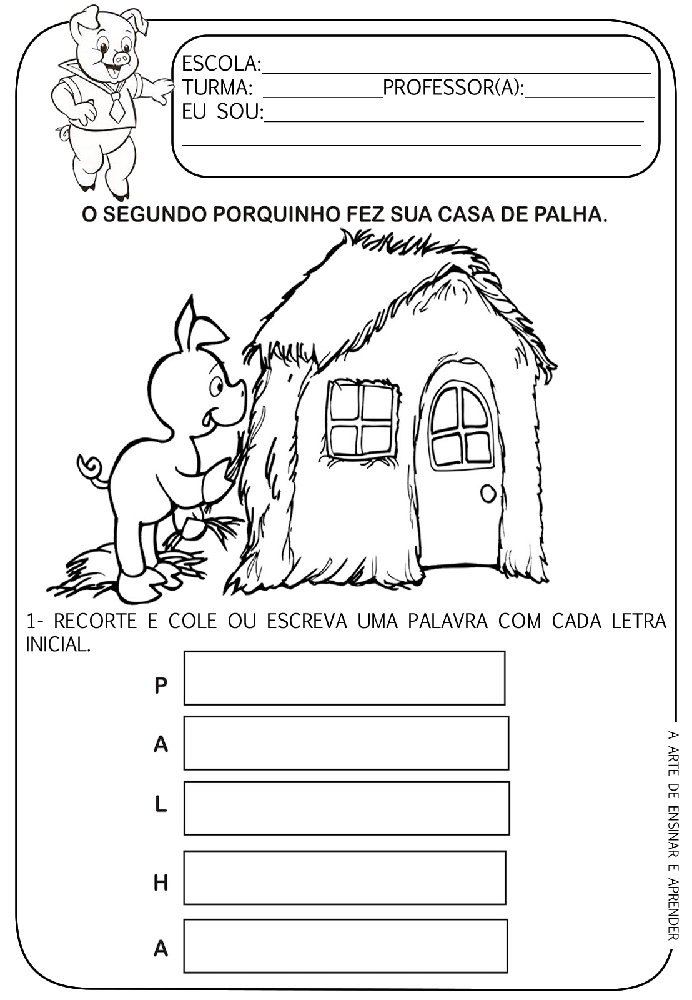 ESCOLA:
TURMA: PROFESSOR(A):
EU SOU:
O SEGUNDO PORQUINHO FEZ SUA CASA DE PALHA.
1- RECORTE E COLE OU ESCREVA UMA PALAVRA COM CADA LETRA
INICIAL.
P
A
L
H
A
A ARTE DE ENSINAR E APRENDER